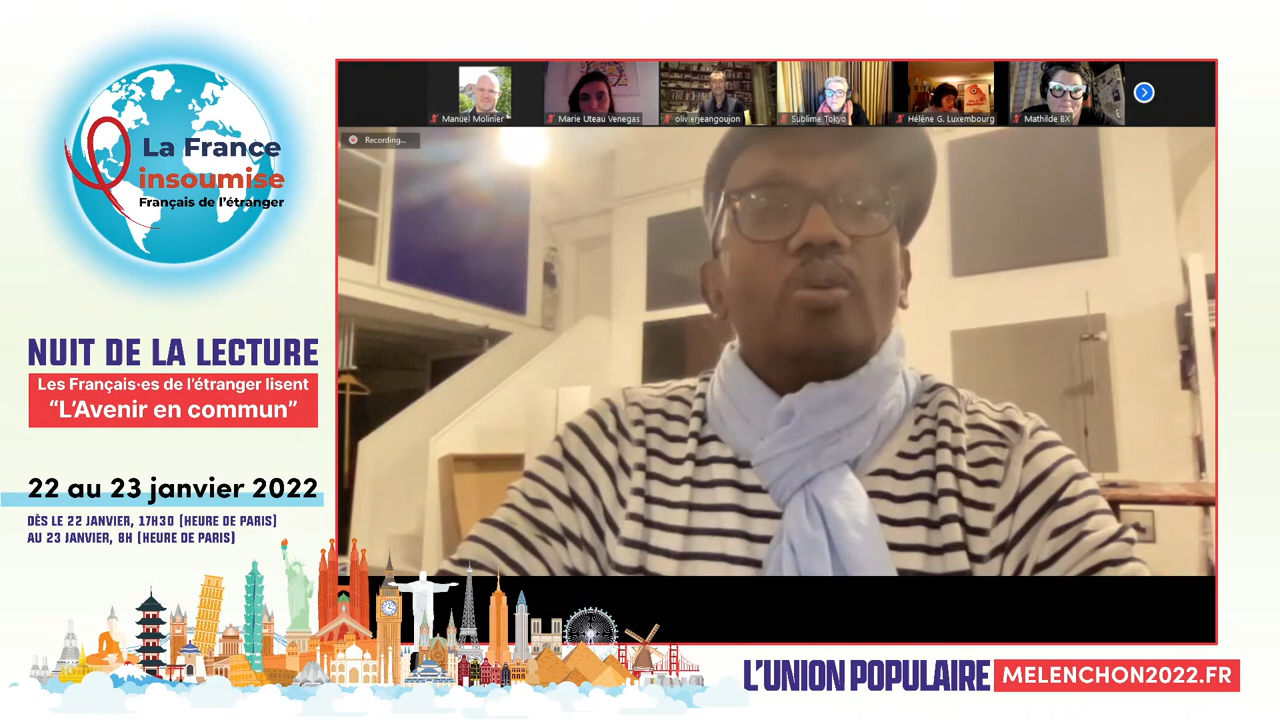 La France
insoumise
Français de l'étranger
NUIT DE LA LECTURE
Les Français·es de l'étranger lisent
“L'Avenir en commun”
22 au 23 janvier 2022
DÈS LE 22 JANVIER, 17H30 (HEURE DE PARIS)
AU 23 JANVIER, 8H (HEURE DE PARIS)
Manuel Molinier
Marie Uteau Venegas
olivierjeangoujon
Sublime Tokyo
Hélène G. Luxembourg
Mathilde BX
Recording...
L'UNION POPULAIRE
MELENCHON2022.FR